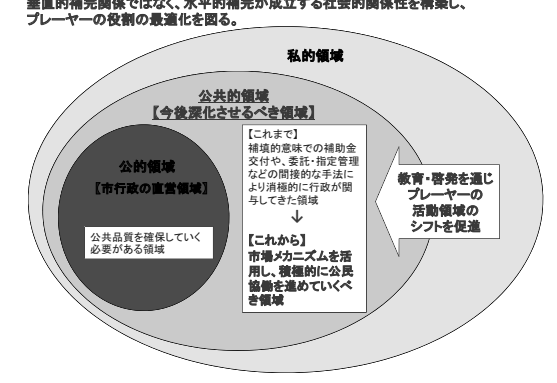 垂直的補完関係ではなく、水平的補完が成立する社会的関係性を構築し、
プレーヤーの役割の最適化を図る。
私的領域
公共的領域
【今後深化させるべき領域】
公的領域
【市行政の直営領域】
公共品質を確保していく
必要がある領域
【これまで】
補填的意味での補助金
交付や、委託・指定管理
などの間接的な手法に
より消極的に行政が関
与してきた領域
↓
【これから】
市場メカニズムを活
用し、積極的に公民
協働を進めていくべ
き領域
教育・啓発を通じ
プレーヤーの
活動領域の
シフトを促進